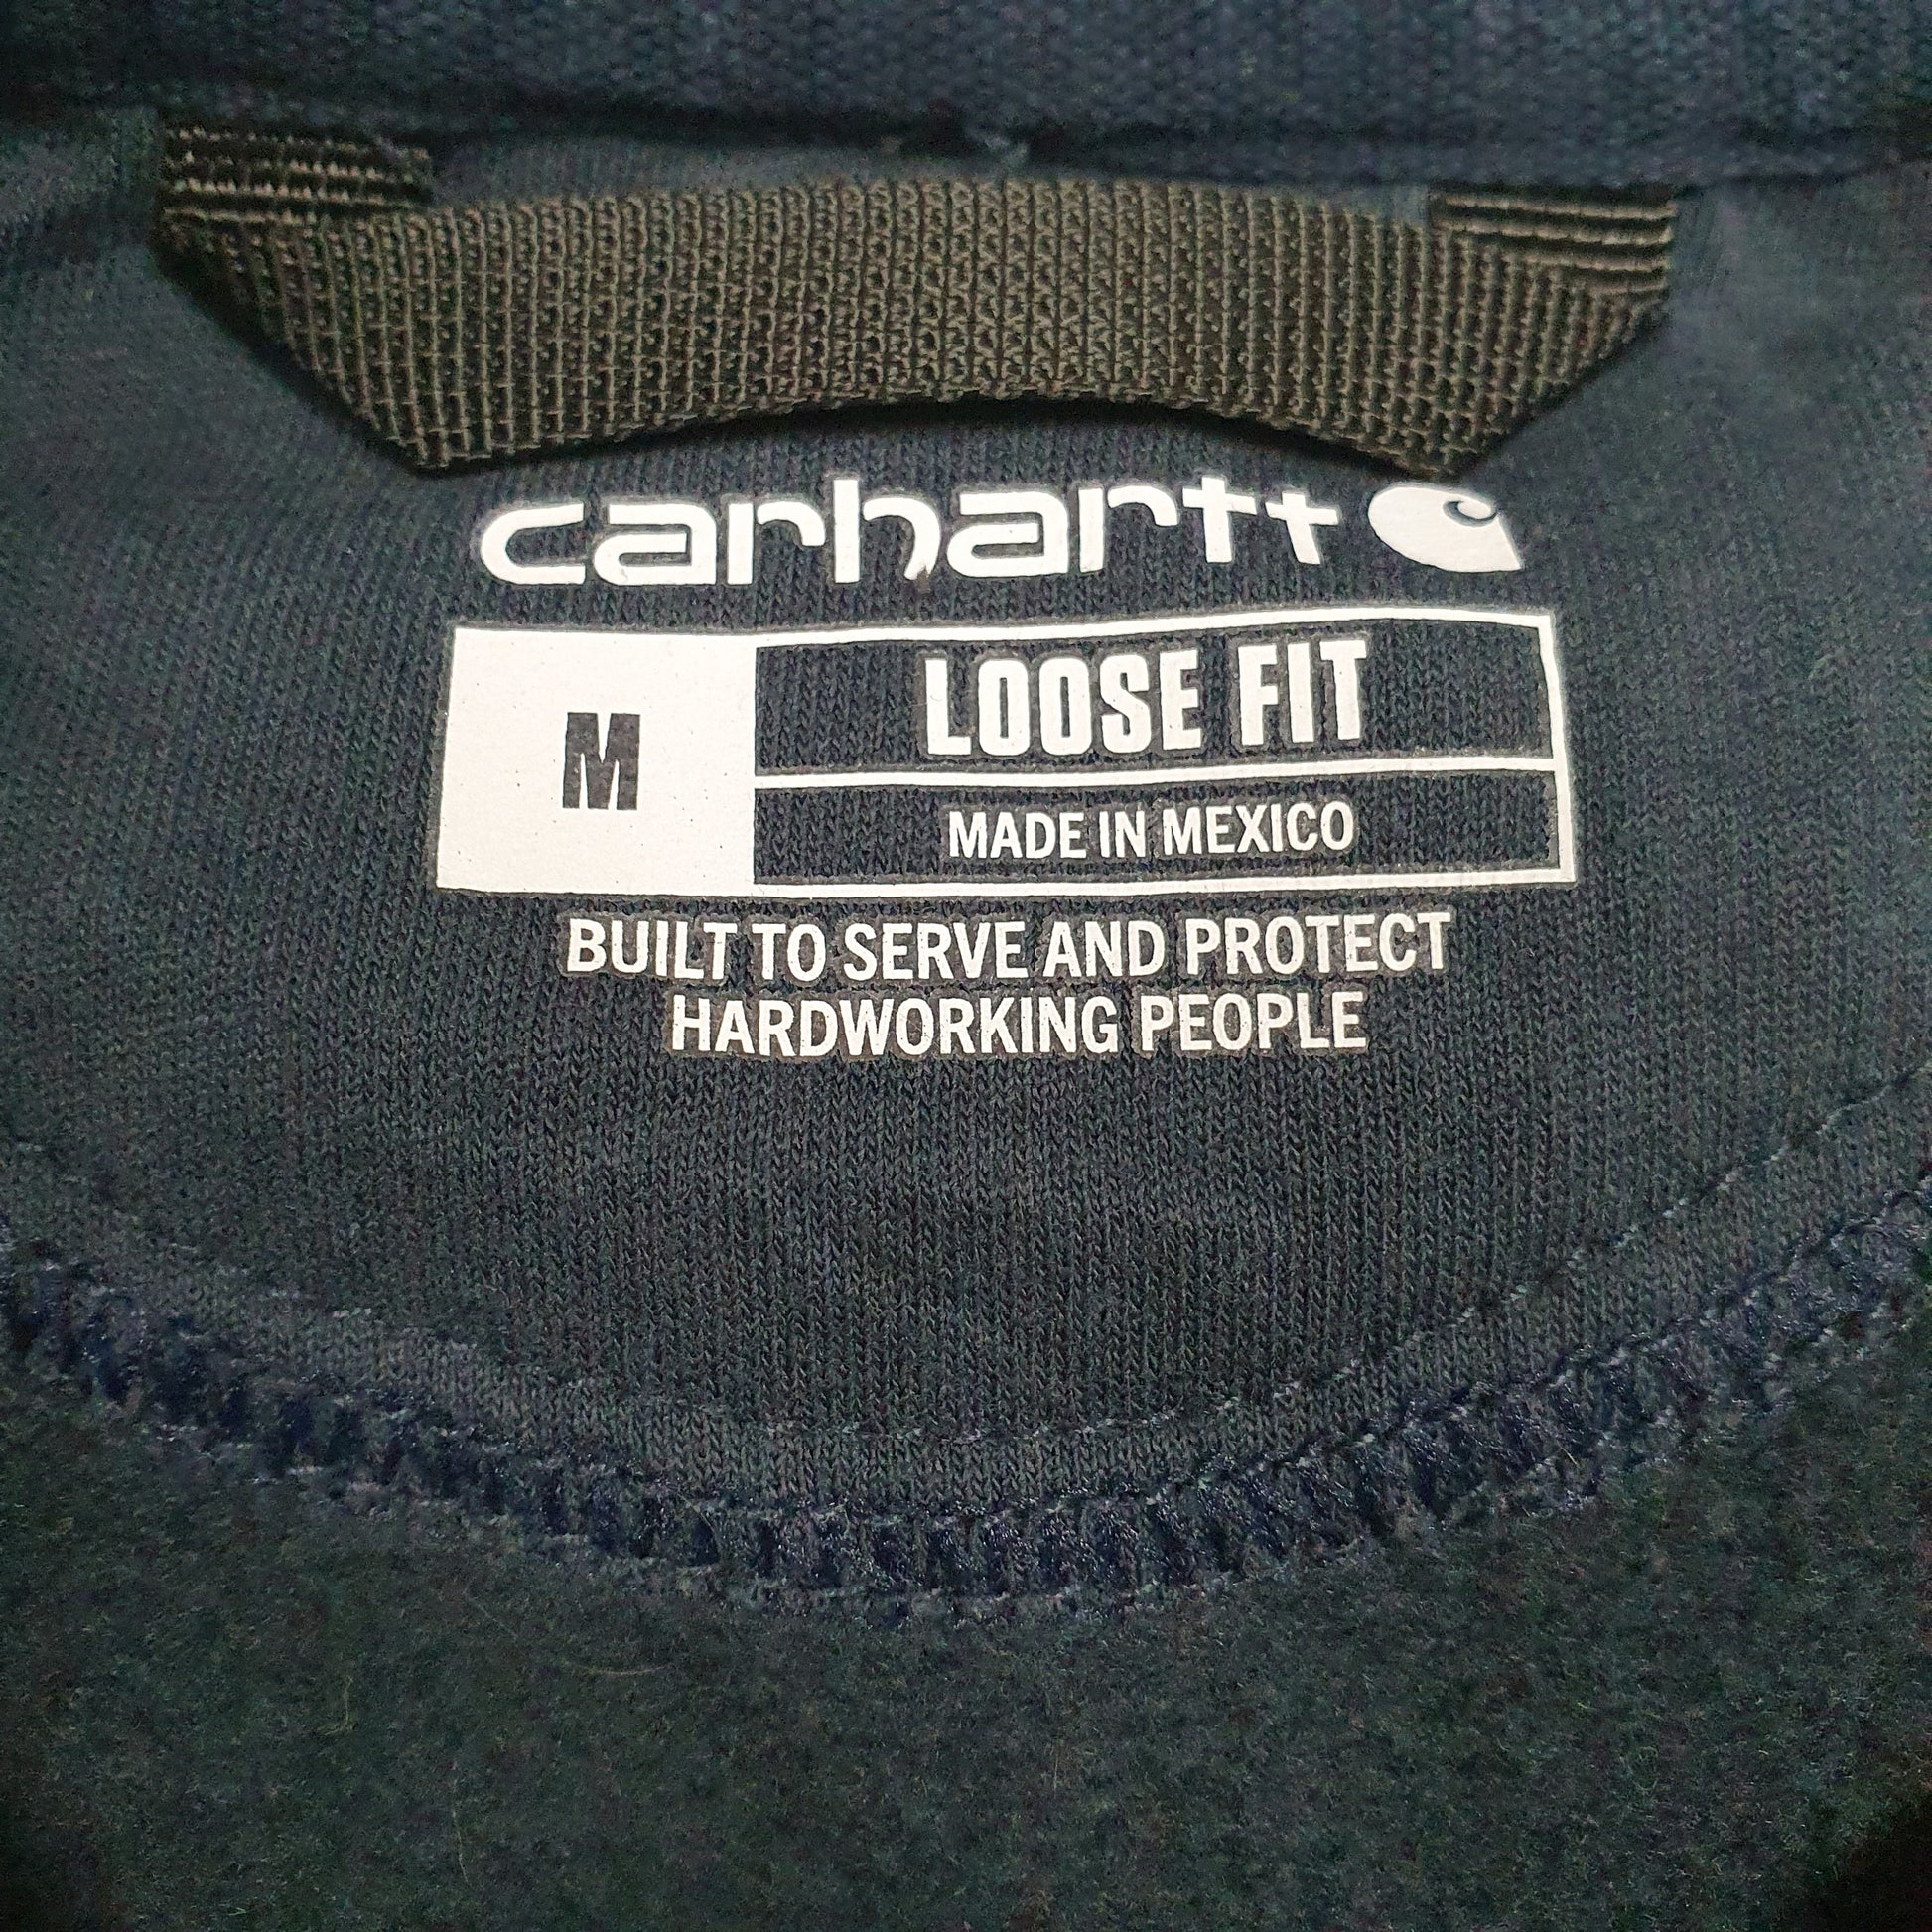 carhartt
M
LOOSE FIT
MADE IN MEXICO
BUILT TO SERVE AND PROTECT
HARDWORKING PEOPLE